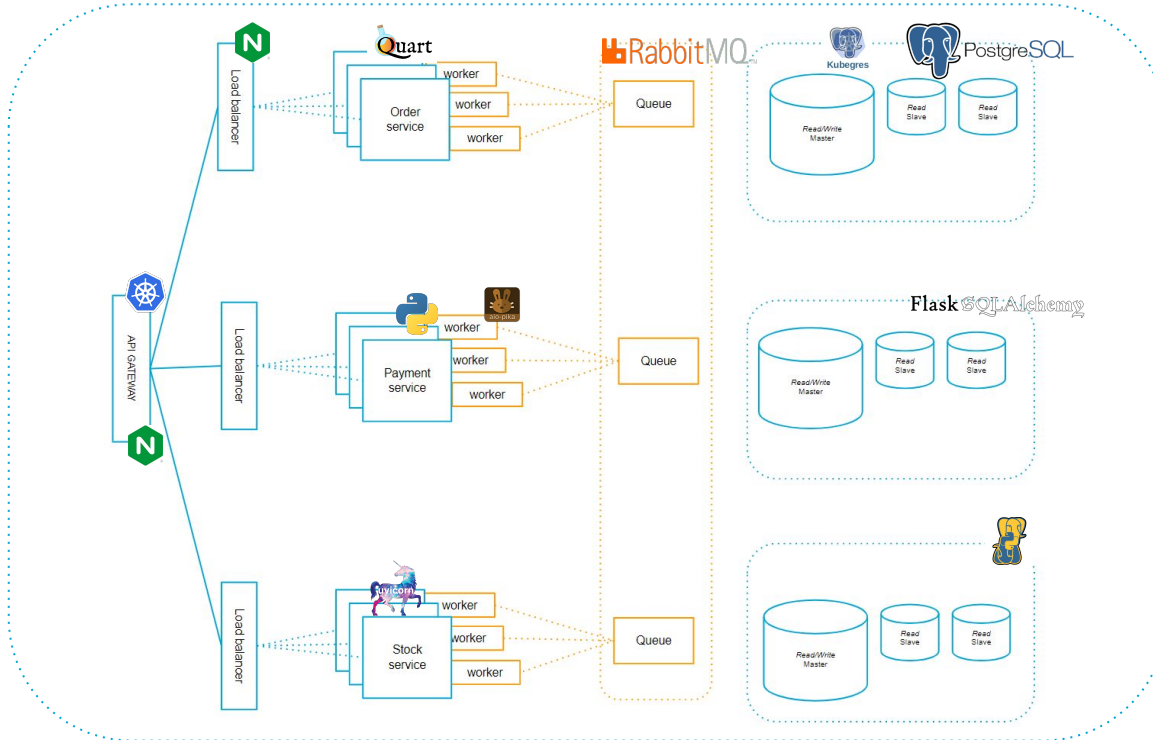 Quart
RabbitMQ
Kubegres
PostgreSQL
Load balancer
worker
worker
worker
Order
service
Queue
Read/Write
Master
Read
Slave
Read
Slave
API GATEWAY
Load balancer
aio-pika
worker
worker
worker
Payment
service
Queue
Flask SQLAlchemy
Read/Write
Master
Read
Slave
Read
Slave
Load balancer
uvicorn
worker
worker
worker
Stock
service
Queue
Read/Write
Master
Read
Slave
Read
Slave